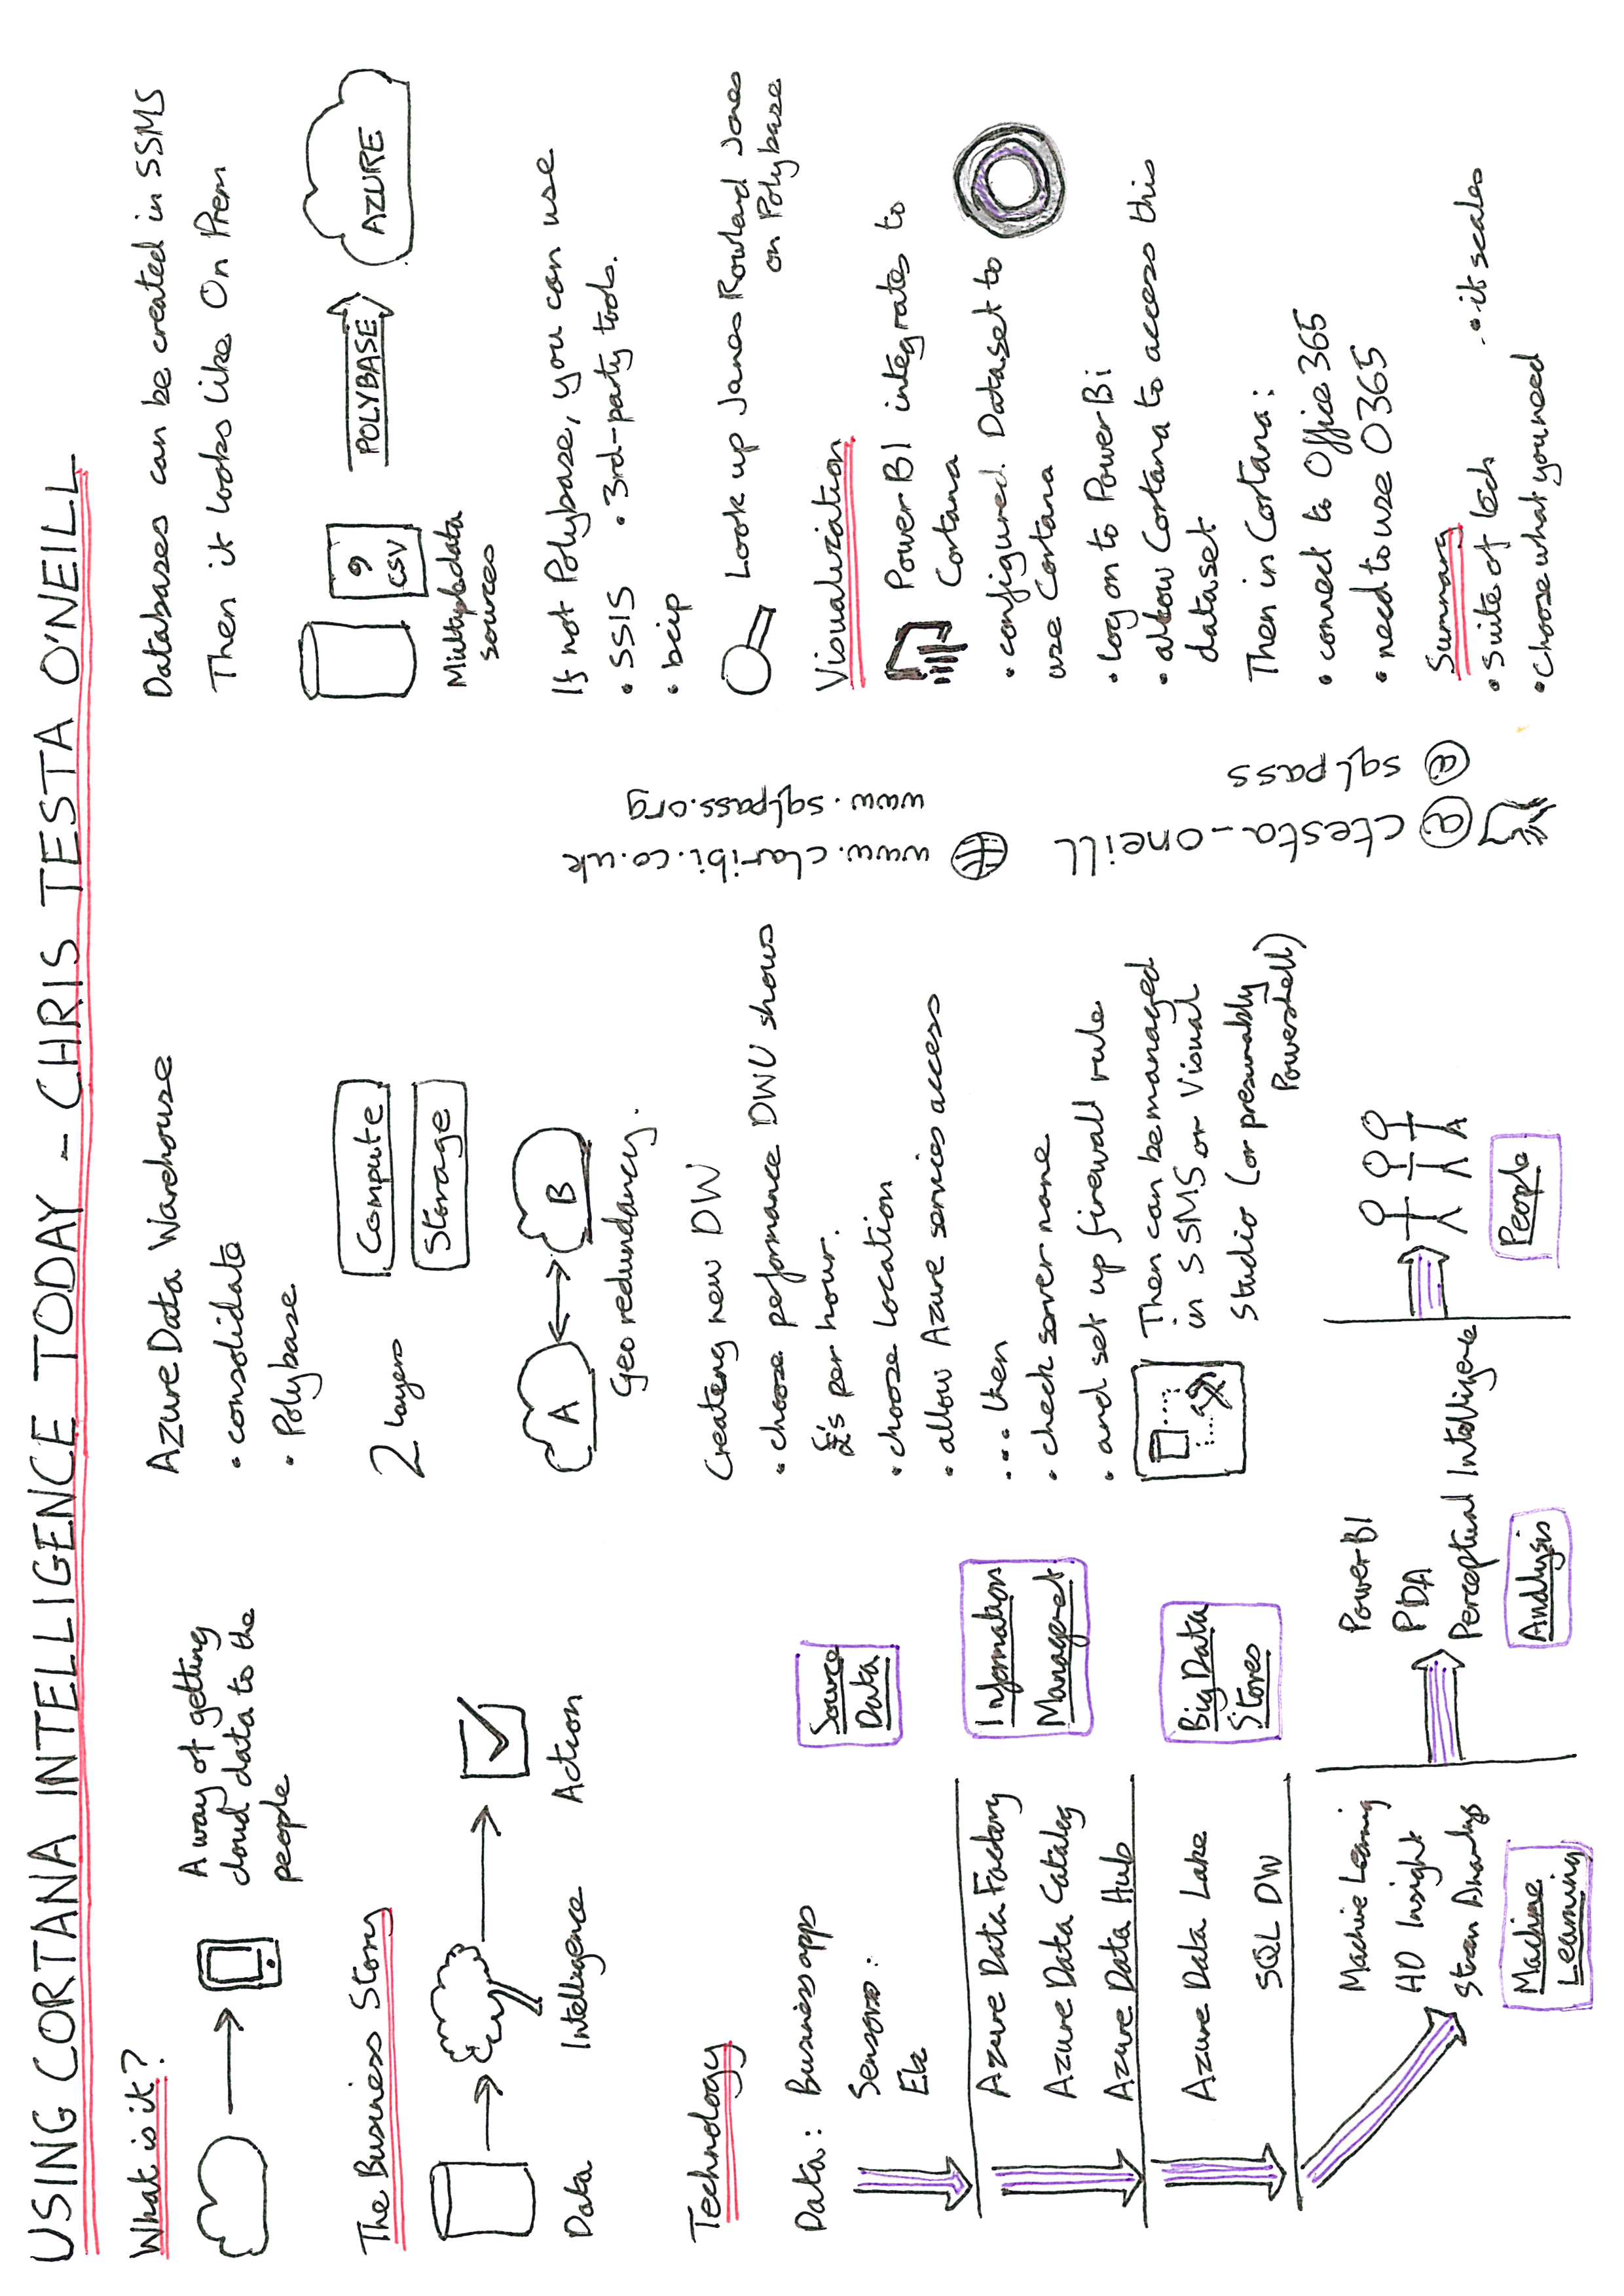 USING CORTANA INTELLIGENCE TODAY - CHRIS TESTA O'NEILL
What is it?
A way of getting
cloud data to the
people
The Business Story
Data
Intelligence
Action
Technology
Data: Business apps
Sensors:
Etc
Source
Data
Azure Data Factory
Azure Data Catalog
Azure Data Hub
Information
Managemet
Azure Data Lake
SQL DW
Big Data
Stores
Machine Learning
HD Insight
Stream Analytics
Machine
Learning
Power BI
PDA
Perceptual Intelligence
Analysis
People
Azure Data Warehouse
• consolidate
• Polybase
2 layers
Compute
Storage
A
B
Geo redundancy.
Creating new DW
• choose performance DWU shows
£'s per hour.
• choose location
• allow Azure services access
... then
• check server name
• and set up firewall rule
Then can be managed
in SSMS or Visual
Studio (or presumably
Powershell)
www.claribi.co.uk
www.sqlpass.org
@ctesta-oneill
@sqlpass
Databases can be created in SSMS
Then it looks like On Prem
9
CSV
Multiple data
sources
POLYBASE
AZURE
If not Polybase, you can use
• SSIS • 3rd-party tools.
• bcip
Look up James Rowland Jones
on Polybase
Visualization
Power BI integrates to
Cortana
• configured Dataset to
use Cortana
• log on to Power Bi
• allow Cortana to access this
dataset
Then in Cortana:
• connect to Office 365
• need to use O365
Summary
• Suite of tech • it scales
• Choose what you need